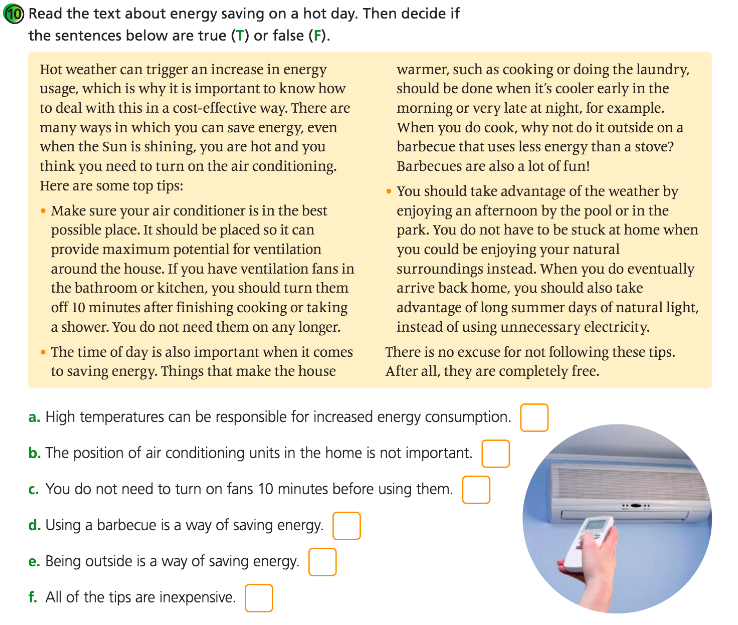 10 Read the text about energy saving on a hot day. Then decide if
the sentences below are true (T) or false (F).
Hot weather can trigger an increase in energy
usage, which is why it is important to know how
to deal with this in a cost-effective way. There are
many ways in which you can save energy, even
when the Sun is shining, you are hot and you
think you need to turn on the air conditioning.
Here are some top tips:
• Make sure your air conditioner is in the best
possible place. It should be placed so it can
provide maximum potential for ventilation
around the house. If you have ventilation fans in
the bathroom or kitchen, you should turn them
off 10 minutes after finishing cooking or taking
a shower. You do not need them on any longer.
• The time of day is also important when it comes
to saving energy. Things that make the house
warmer, such as cooking or doing the laundry,
should be done when it's cooler early in the
morning or very late at night, for example.
When you do cook, why not do it outside on a
barbecue that uses less energy than a stove?
Barbecues are also a lot of fun!
• You should take advantage of the weather by
enjoying an afternoon by the pool or in the
park. You do not have to be stuck at home when
you could be enjoying your natural
surroundings instead. When you do eventually
arrive back home, you should also take
advantage of long summer days of natural light,
instead of using unnecessary electricity.
There is no excuse for not following these tips.
After all, they are completely free.
a. High temperatures can be responsible for increased energy consumption.
b. The position of air conditioning units in the home is not important.
c. You do not need to turn on fans 10 minutes before using them.
d. Using a barbecue is a way of saving energy.
e. Being outside is a way of saving energy.
f. All of the tips are inexpensive.